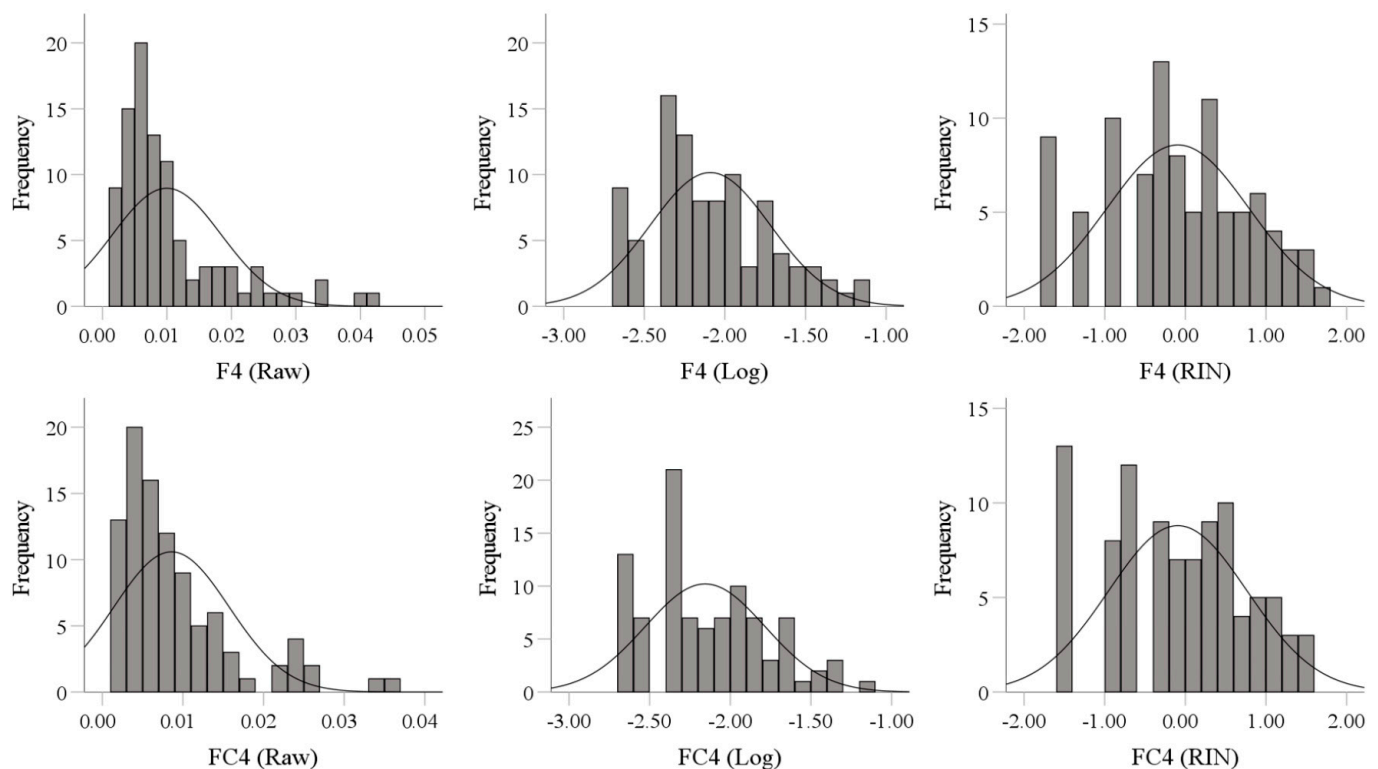 Frequency
20
15
10
5
0
0.00 0.01 0.02 0.03 0.04 0.05
F4 (Raw)
Frequency
20
15
10
5
0
-3.00 -2.50 -2.00 -1.50 -1.00
F4 (Log)
Frequency
15
10
5
0
-2.00 -1.00 0.00 1.00 2.00
F4 (RIN)
Frequency
20
15
10
5
0
0.00 0.01 0.02 0.03 0.04
FC4 (Raw)
Frequency
25
20
15
10
5
0
-3.00 -2.50 -2.00 -1.50 -1.00
FC4 (Log)
Frequency
15
10
5
0
-2.00 -1.00 0.00 1.00 2.00
FC4 (RIN)